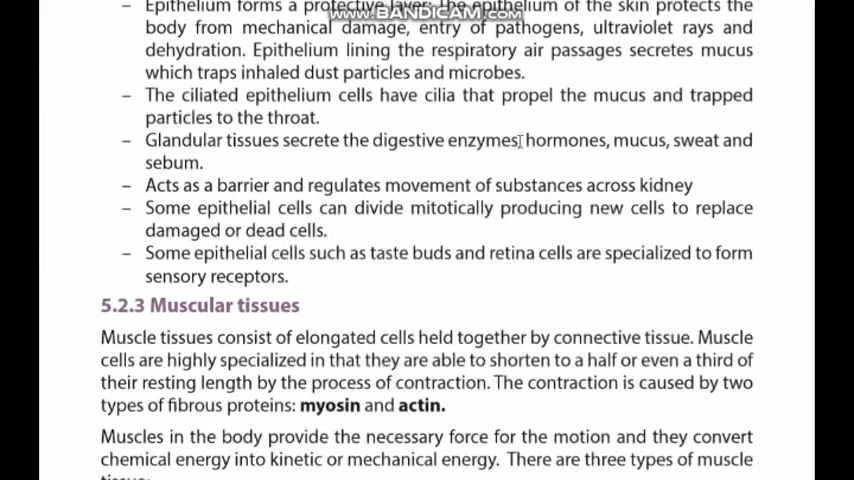 – Epithelium forms a protective layer: The epithelium of the skin protects the
www.BANDICAM.com
body from mechanical damage, entry of pathogens, ultraviolet rays and
dehydration. Epithelium lining the respiratory air passages secretes mucus
which traps inhaled dust particles and microbes.
– The ciliated epithelium cells have cilia that propel the mucus and trapped
particles to the throat.
– Glandular tissues secrete the digestive enzymes, hormones, mucus, sweat and
sebum.
– Acts as a barrier and regulates movement of substances across kidney
– Some epithelial cells can divide mitotically producing new cells to replace
damaged or dead cells.
– Some epithelial cells such as taste buds and retina cells are specialized to form
sensory receptors.
5.2.3 Muscular tissues
Muscle tissues consist of elongated cells held together by connective tissue. Muscle
cells are highly specialized in that they are able to shorten to a half or even a third of
their resting length by the process of contraction. The contraction is caused by two
types of fibrous proteins: myosin and actin.
Muscles in the body provide the necessary force for the motion and they convert
chemical energy into kinetic or mechanical energy. There are three types of muscle